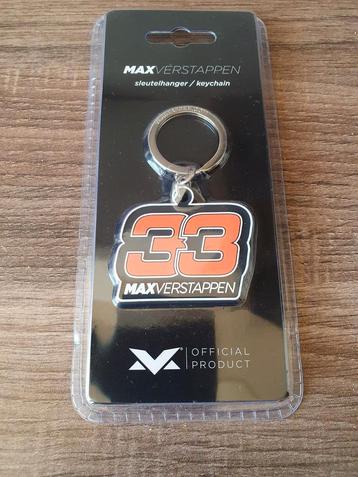 MAXVERSTAPPEN
sleutelhanger / keychain
33
MAXVERSTAPPEN
OFFICIAL
PRODUCT